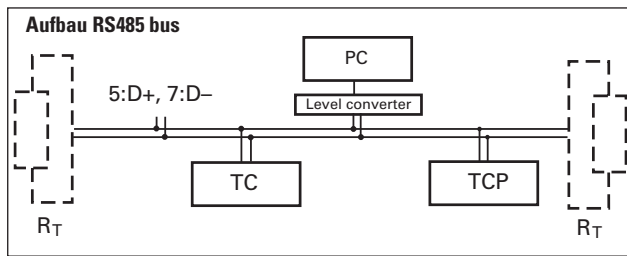 Aufbau RS485 bus
PC
5:D+, 7:D–
Level converter
TC
TCP
RT
RT